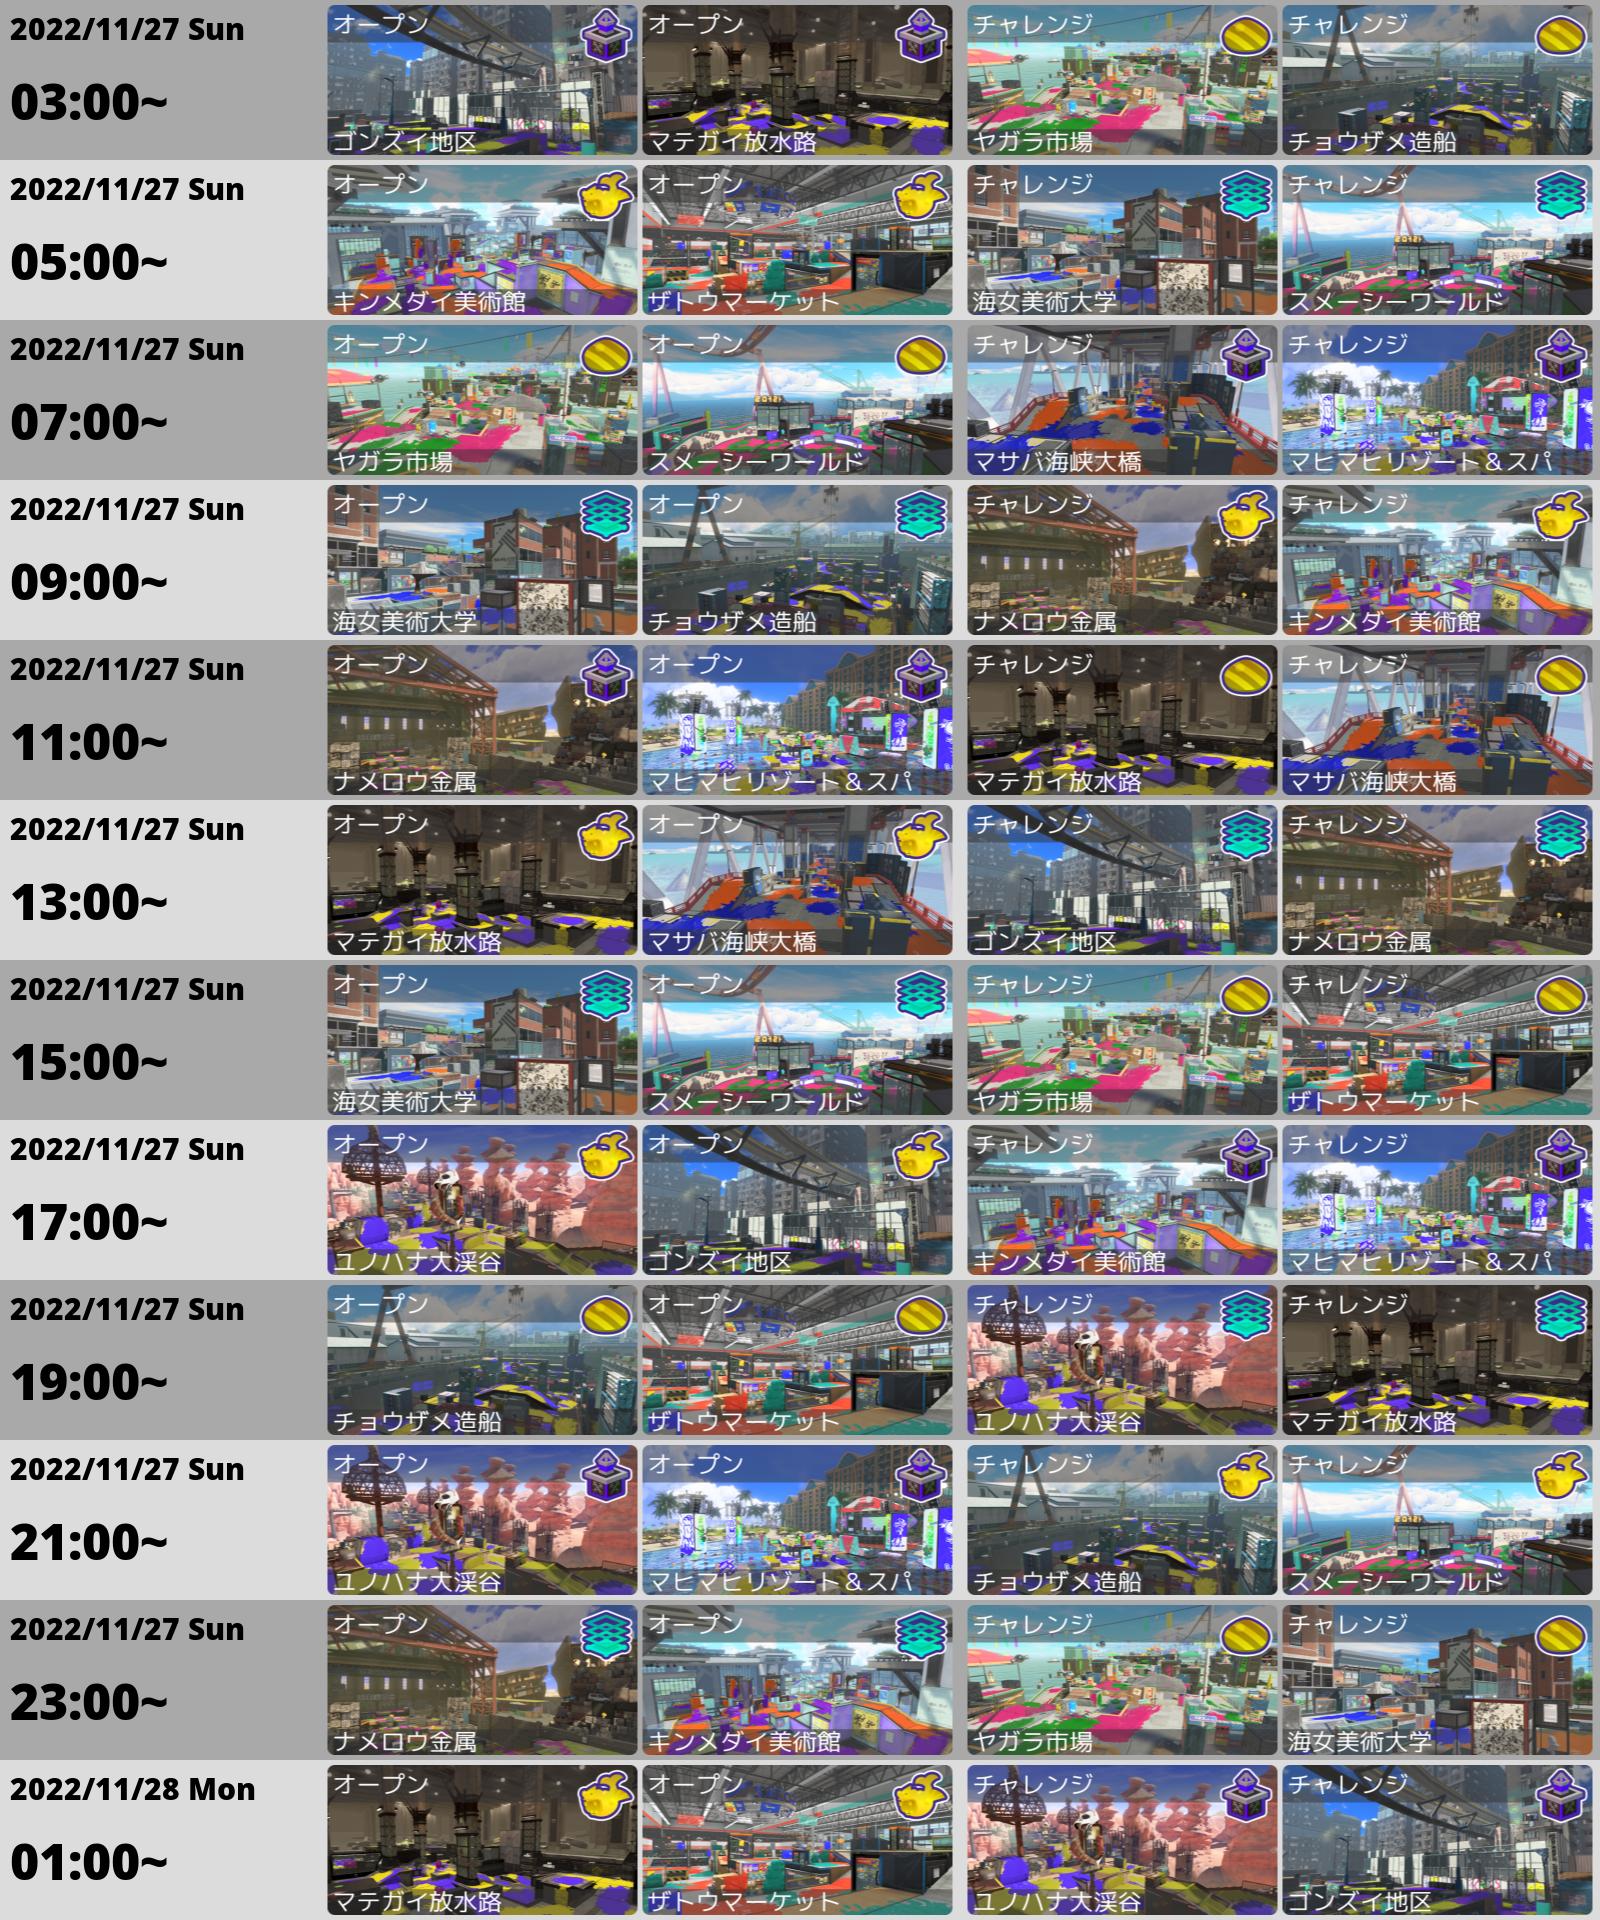 2022/11/27 Sun
03:00~
オープン
ゴンズイ地区
オープン
マテガイ放水路
チャレンジ
ヤガラ市場
チャレンジ
チョウザメ造船
2022/11/27 Sun
05:00~
オープン
キンメダイ美術館
オープン
ザトウマーケット
チャレンジ
海女美術大学
チャレンジ
スメーシーワールド
2022/11/27 Sun
07:00~
オープン
ヤガラ市場
オープン
スメーシーワールド
チャレンジ
マサバ海峡大橋
チャレンジ
マヒマヒリゾート＆スパ
2022/11/27 Sun
09:00~
オープン
海女美術大学
オープン
チョウザメ造船
チャレンジ
ナメロウ金属
チャレンジ
キンメダイ美術館
2022/11/27 Sun
11:00~
オープン
ナメロウ金属
オープン
マヒマヒリゾート＆スパ
チャレンジ
マテガイ放水路
チャレンジ
マサバ海峡大橋
2022/11/27 Sun
13:00~
オープン
マテガイ放水路
オープン
マサバ海峡大橋
チャレンジ
ゴンズイ地区
チャレンジ
ナメロウ金属
2022/11/27 Sun
15:00~
オープン
海女美術大学
オープン
スメーシーワールド
チャレンジ
ヤガラ市場
チャレンジ
ザトウマーケット
2022/11/27 Sun
17:00~
オープン
ユノハナ大渓谷
オープン
ゴンズイ地区
チャレンジ
キンメダイ美術館
チャレンジ
マヒマヒリゾート＆スパ
2022/11/27 Sun
19:00~
オープン
チョウザメ造船
オープン
ザトウマーケット
チャレンジ
ユノハナ大渓谷
チャレンジ
マテガイ放水路
2022/11/27 Sun
21:00~
オープン
ユノハナ大渓谷
オープン
マヒマヒリゾート＆スパ
チャレンジ
チョウザメ造船
チャレンジ
スメーシーワールド
2022/11/27 Sun
23:00~
オープン
ナメロウ金属
オープン
キンメダイ美術館
チャレンジ
ヤガラ市場
チャレンジ
海女美術大学
2022/11/28 Mon
01:00~
オープン
マテガイ放水路
オープン
ザトウマーケット
チャレンジ
ユノハナ大渓谷
チャレンジ
ゴンズイ地区